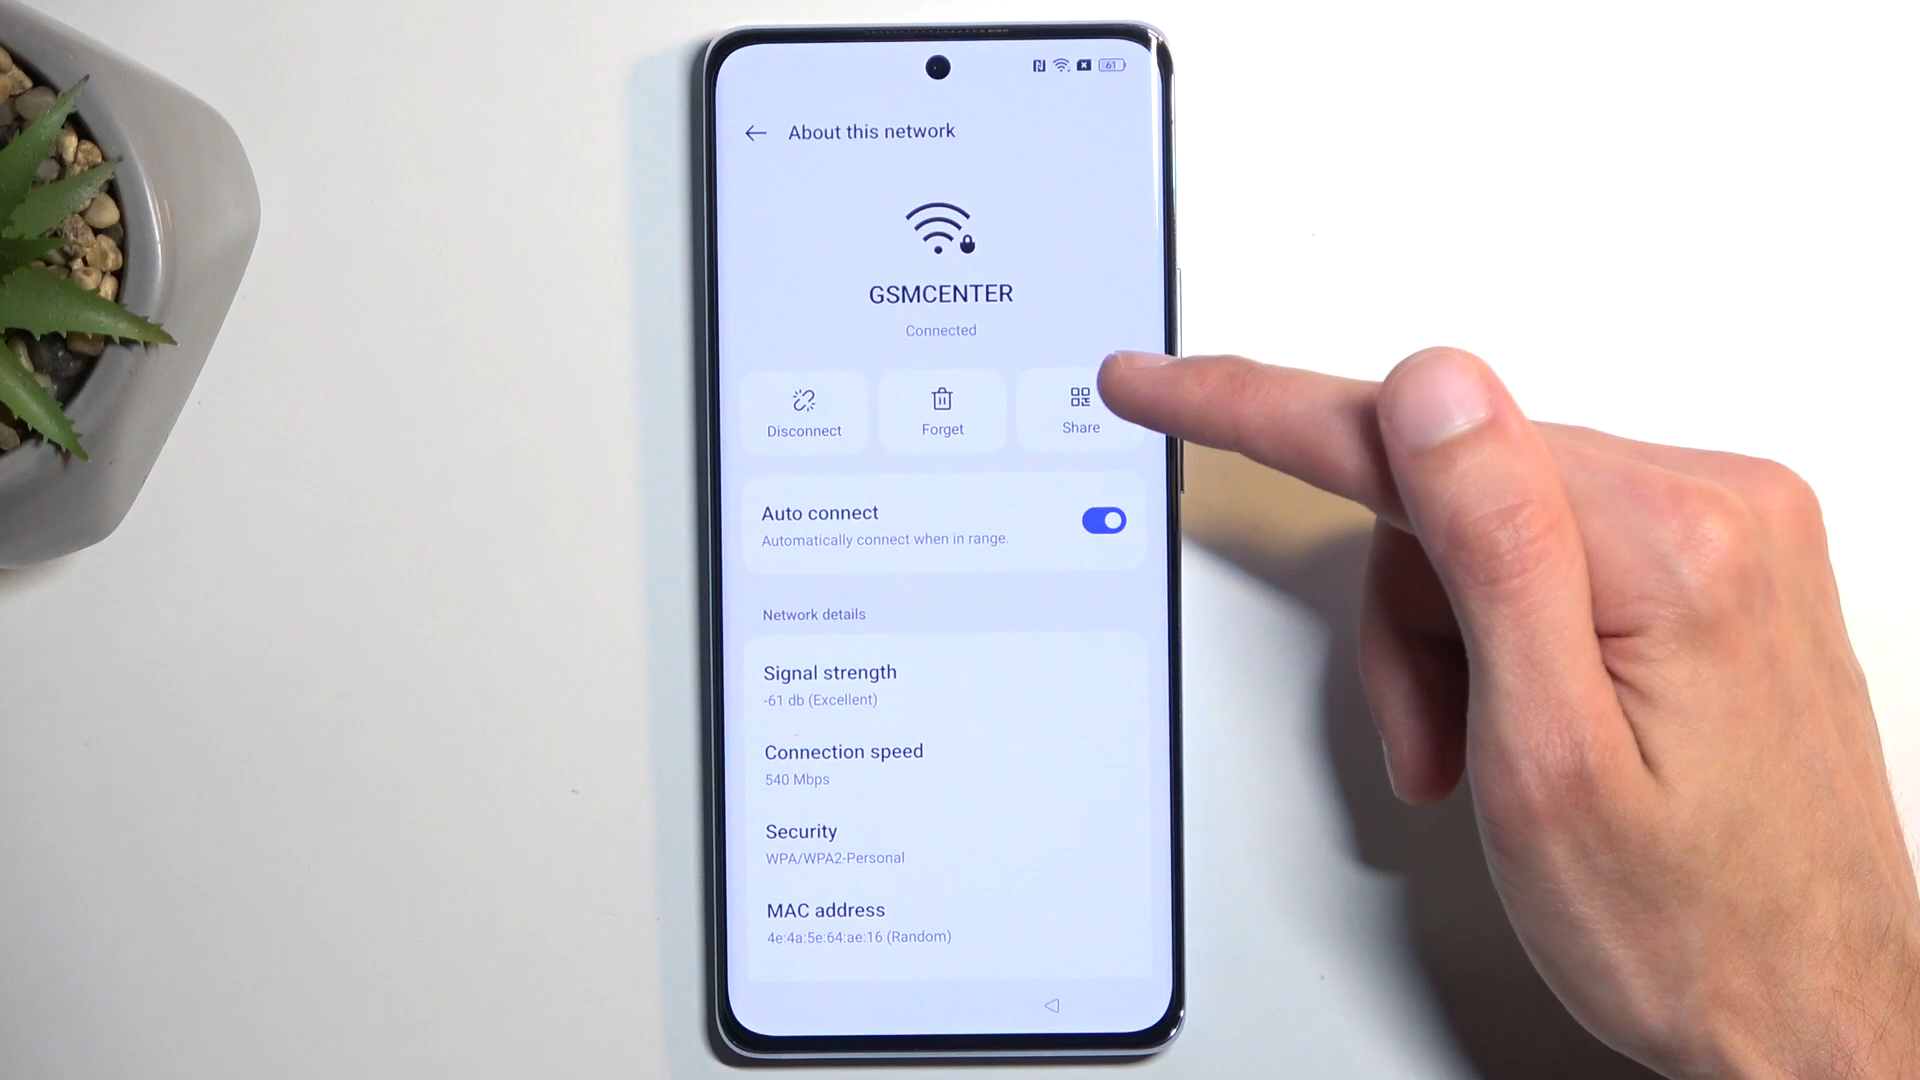 61
About this network
GSMCENTER
Connected
Disconnect
Forget
Share
Auto connect
Automatically connect when in range.
Network details
Signal strength
-61 db (Excellent)
Connection speed
540 Mbps
Security
WPA/WPA2-Personal
MAC address
4e:4a:5e:64:ae:16 (Random)